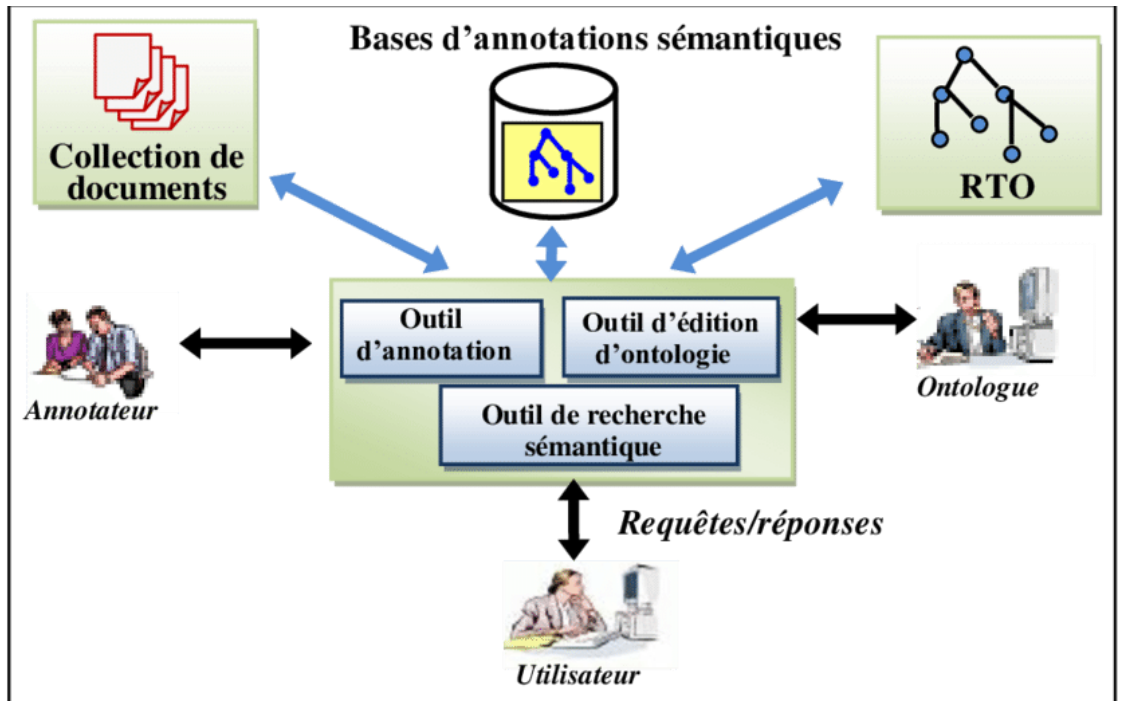 Bases d'annotations sémantiques
Collection de
documents
RTO
Outil
d'annotation
Outil d'édition
d'ontologie
Outil de recherche
sémantique
Annotateur
Ontologue
Requêtes/réponses
Utilisateur